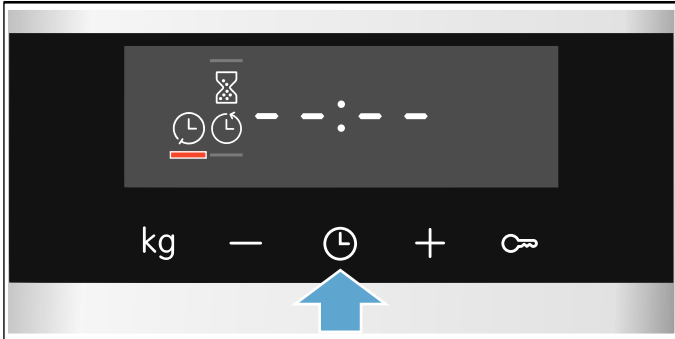 – –:– –
kg – +